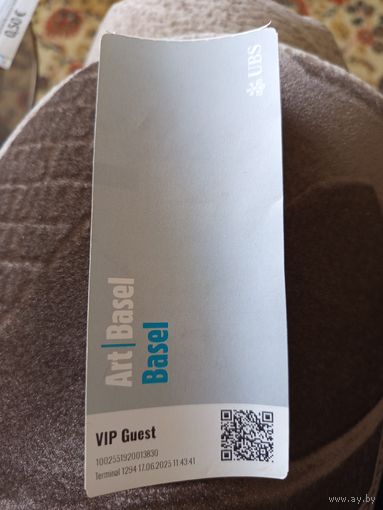 0.50 €
UBS
Art | Basel
Basel
VIP Guest
1002551920013830
Terminal 1294 17.06.2025 11:43:41
www.ay.by